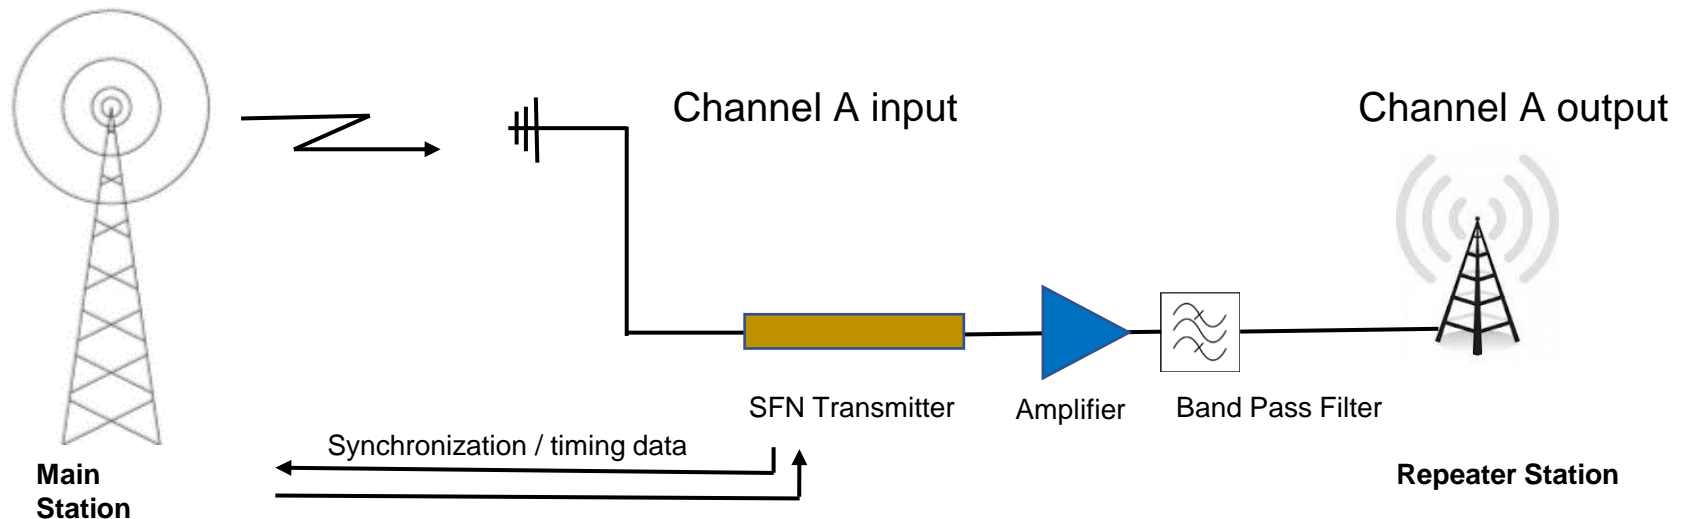 Channel A input
Channel A output
SFN Transmitter
Amplifier
Band Pass Filter
Synchronization / timing data
Main
Station
Repeater Station